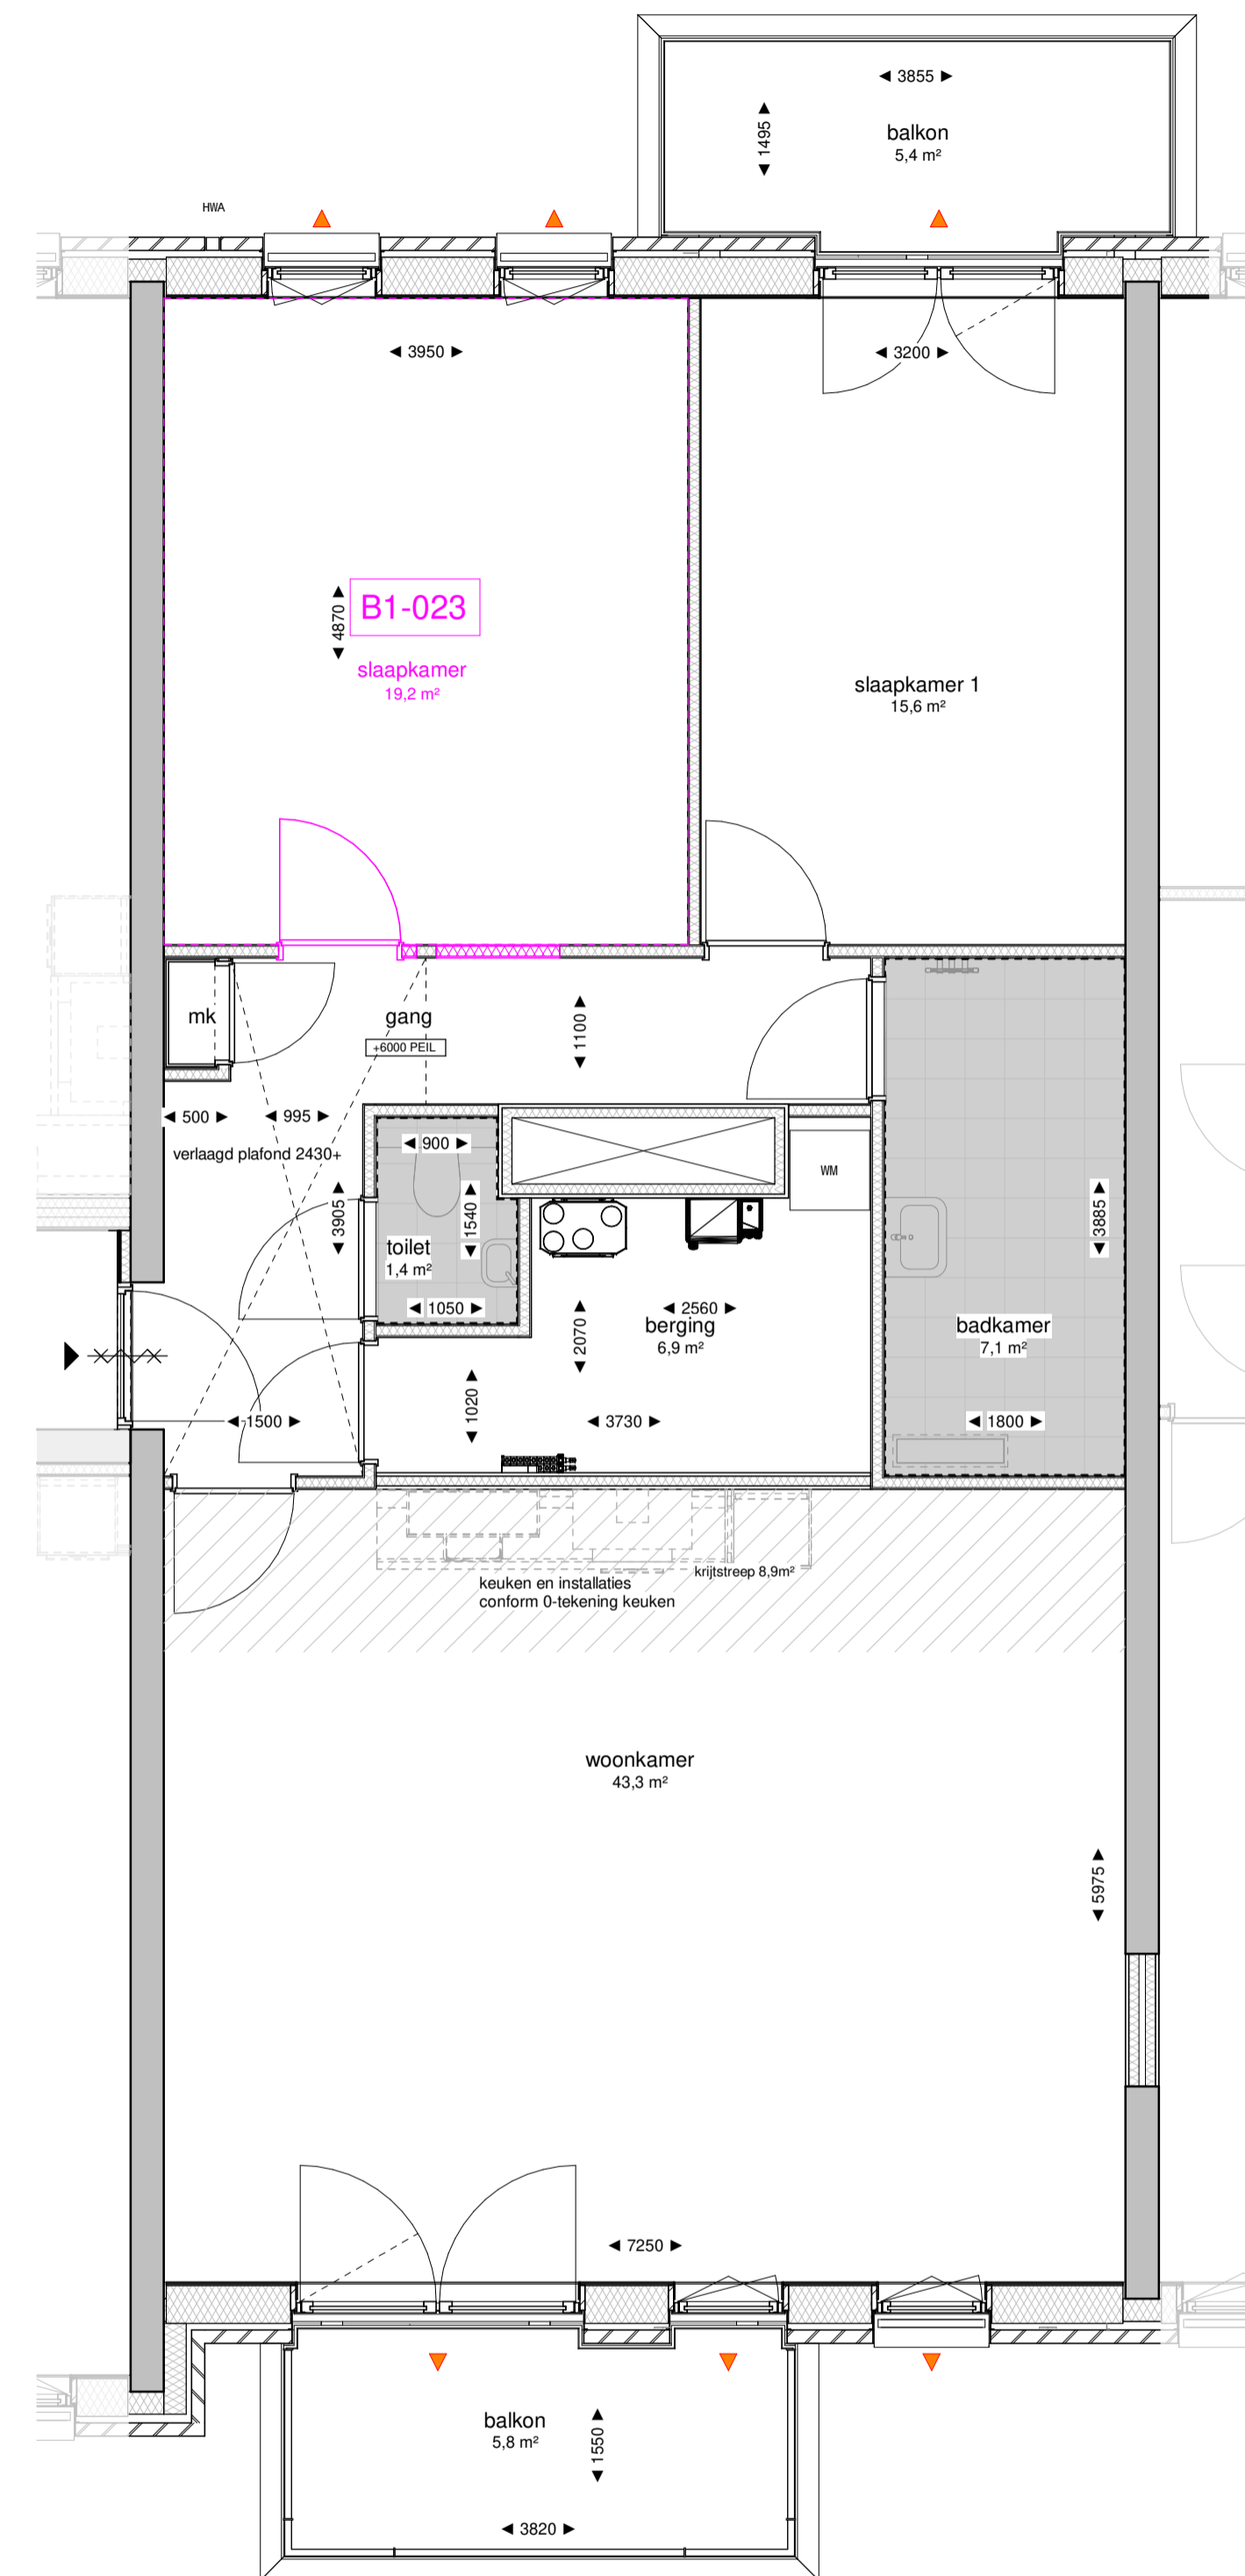 3855
1495
balkon
5,4 m²
HWA
3950
3200
4870
B1-023
slaapkamer
19,2 m²
slaapkamer 1
15,6 m²
mk
gang
+6000 PEIL
1100
500
995
verlaagd plafond 2430+
900
WM
3905
1540
3885
toilet
1,4 m²
1050
2070
2560
berging
6,9 m²
badkamer
7,1 m²
1020
1500
3730
1800
krijtstreep 8,9m²
keuken en installaties
conform 0-tekening keuken
woonkamer
43,3 m²
5975
7250
balkon
5,8 m²
1550
3820